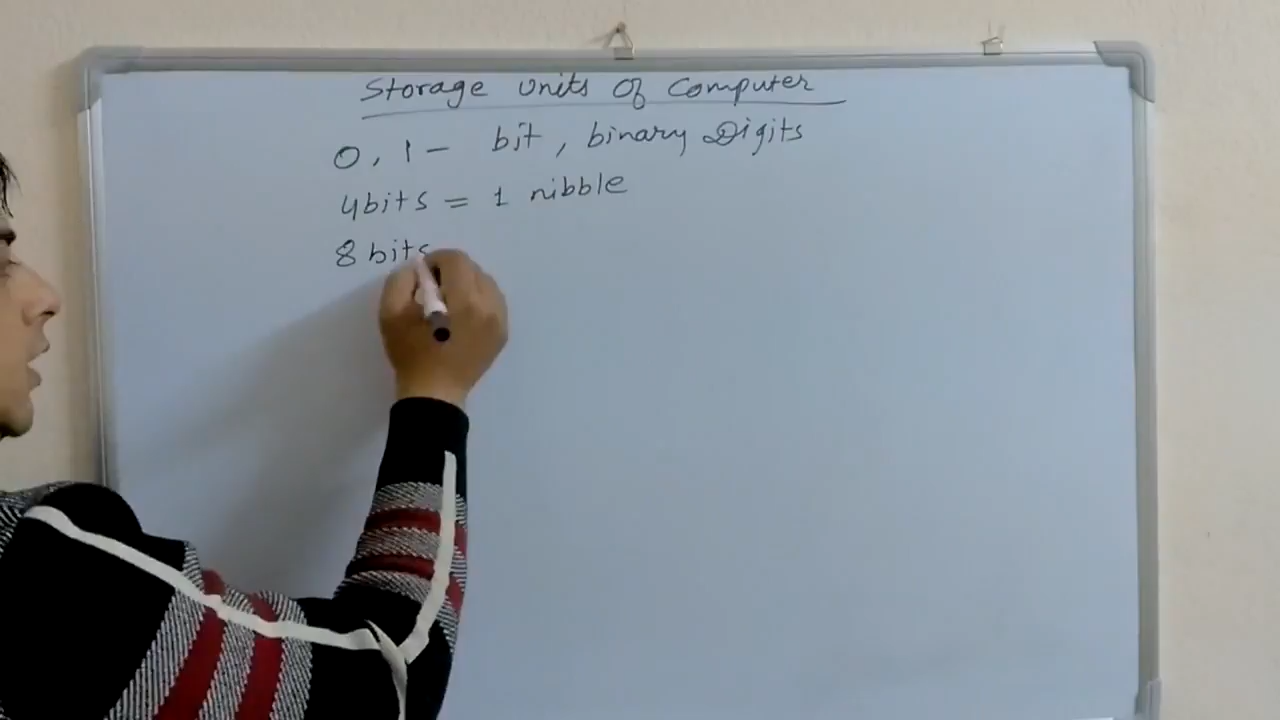 Storage Units Of Computer
0, 1 - bit, binary Digits
4bits = 1 nibble
8 bits